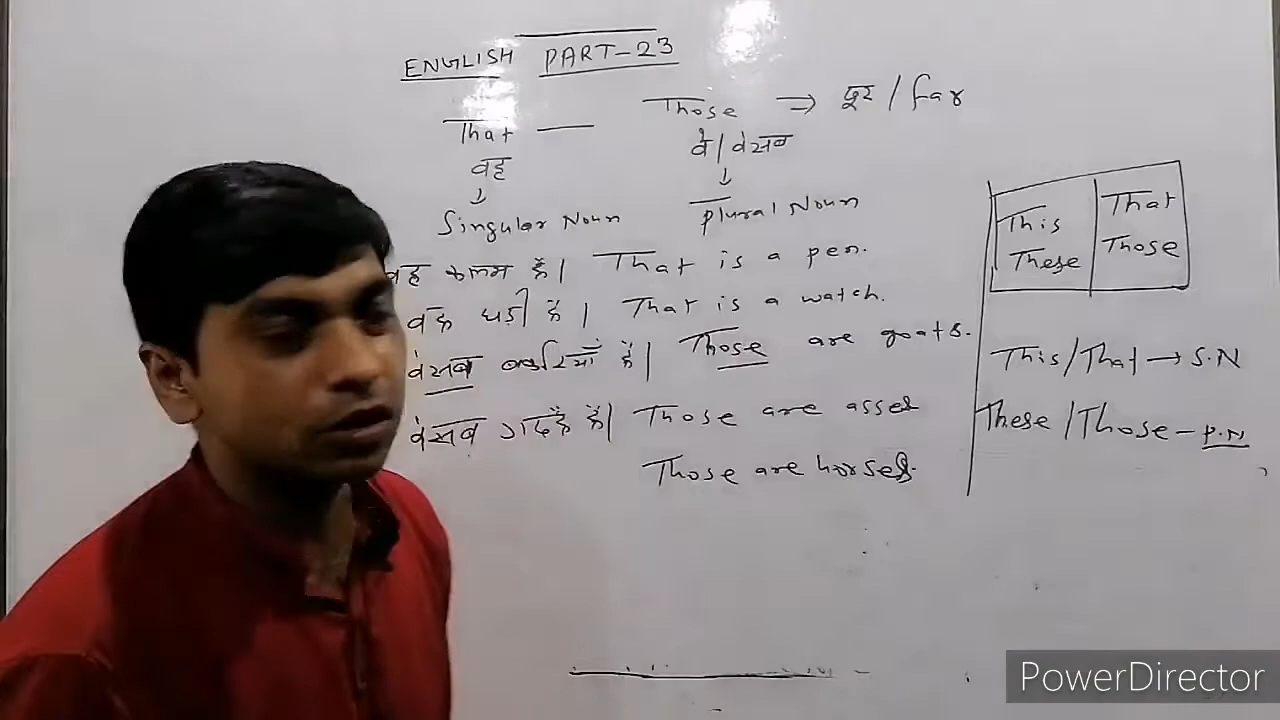 ENGLISH PART-23
That — Those ⇒ दूर / far
वह वे / वेसब
↓ ↓
Singular Noun Plural Noun
वह कलम है। That is a pen.
वह घड़ी है। That is a watch.
वेसब बकरियाँ हैं। Those are goats.
वेसब गदहें हैं। Those are asses
Those are horses.
This That
These Those
This/That → S.N
These/Those – P.N
PowerDirector